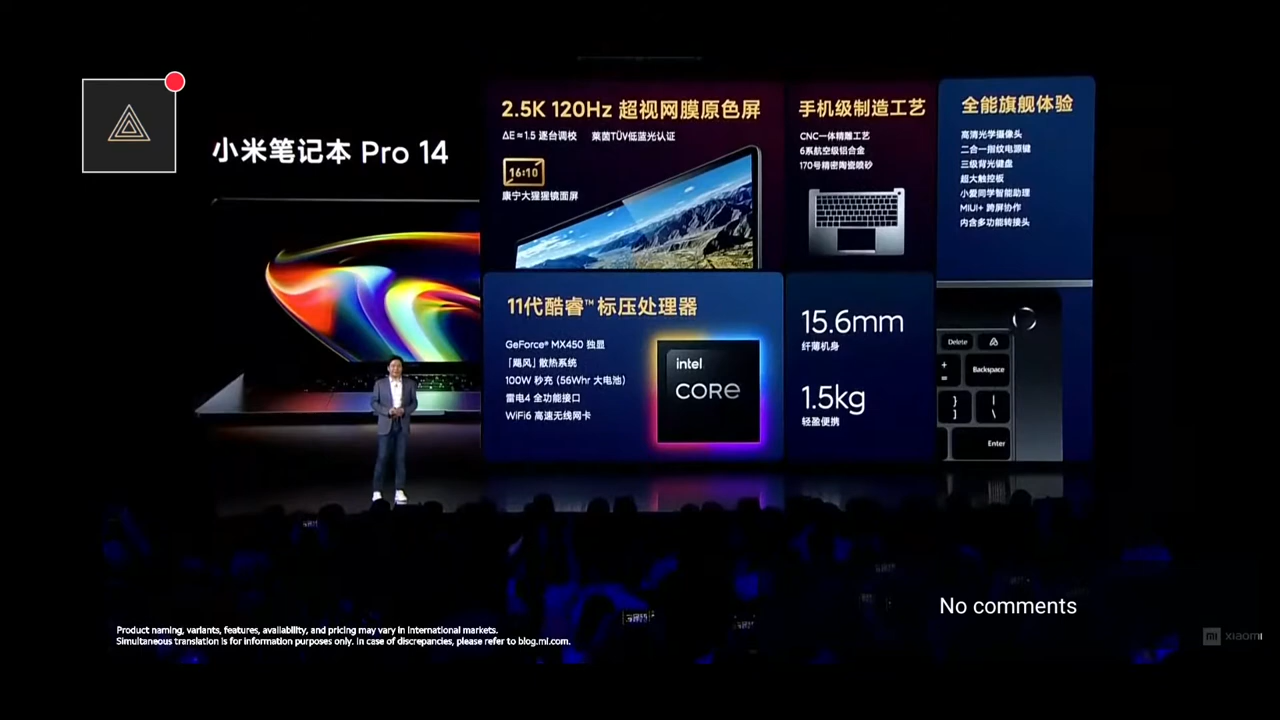 小米笔记本 Pro 14
2.5K 120Hz 超视网膜原色屏
ΔE≈1.5 逐台调校 莱茵TÜV低蓝光认证
16:10
康宁大猩猩镜面屏
手机级制造工艺
CNC一体精雕工艺
6系航空级铝合金
170号精密陶瓷喷砂
全能旗舰体验
高清光学摄像头
二合一指纹电源键
三级背光键盘
超大触控板
小爱同学智能助理
MIUI+ 跨屏协作
内含多功能转接头
11代酷睿™ 标压处理器
GeForce® MX450 独显
「飓风」散热系统
100W 秒充 (56Whr 大电池)
雷电4 全功能接口
WiFi6 高速无线网卡
intel
CORE
15.6mm
纤薄机身
1.5kg
轻盈便携
Delete
+
=
Backspace
}
]
|
\
Enter
No comments
Product naming, variants, features, availability, and pricing may vary in international markets.
Simultaneous translation is for information purposes only. In case of discrepancies, please refer to blog.mi.com.
mi xiaomi